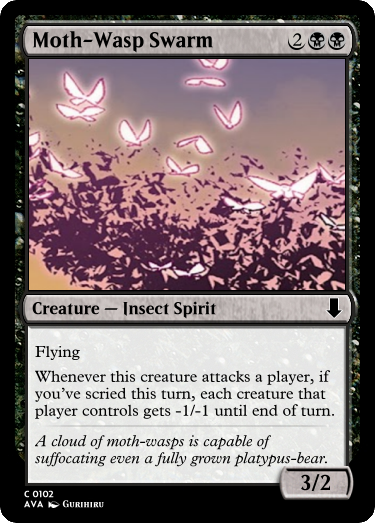 Moth-Wasp Swarm 2
Creature — Insect Spirit
Flying
Whenever this creature attacks a player, if
you've scried this turn, each creature that
player controls gets -1/-1 until end of turn.
A cloud of moth-wasps is capable of
suffocating even a fully grown platypus-bear.
3/2
C 0102
AVA Gurihiru